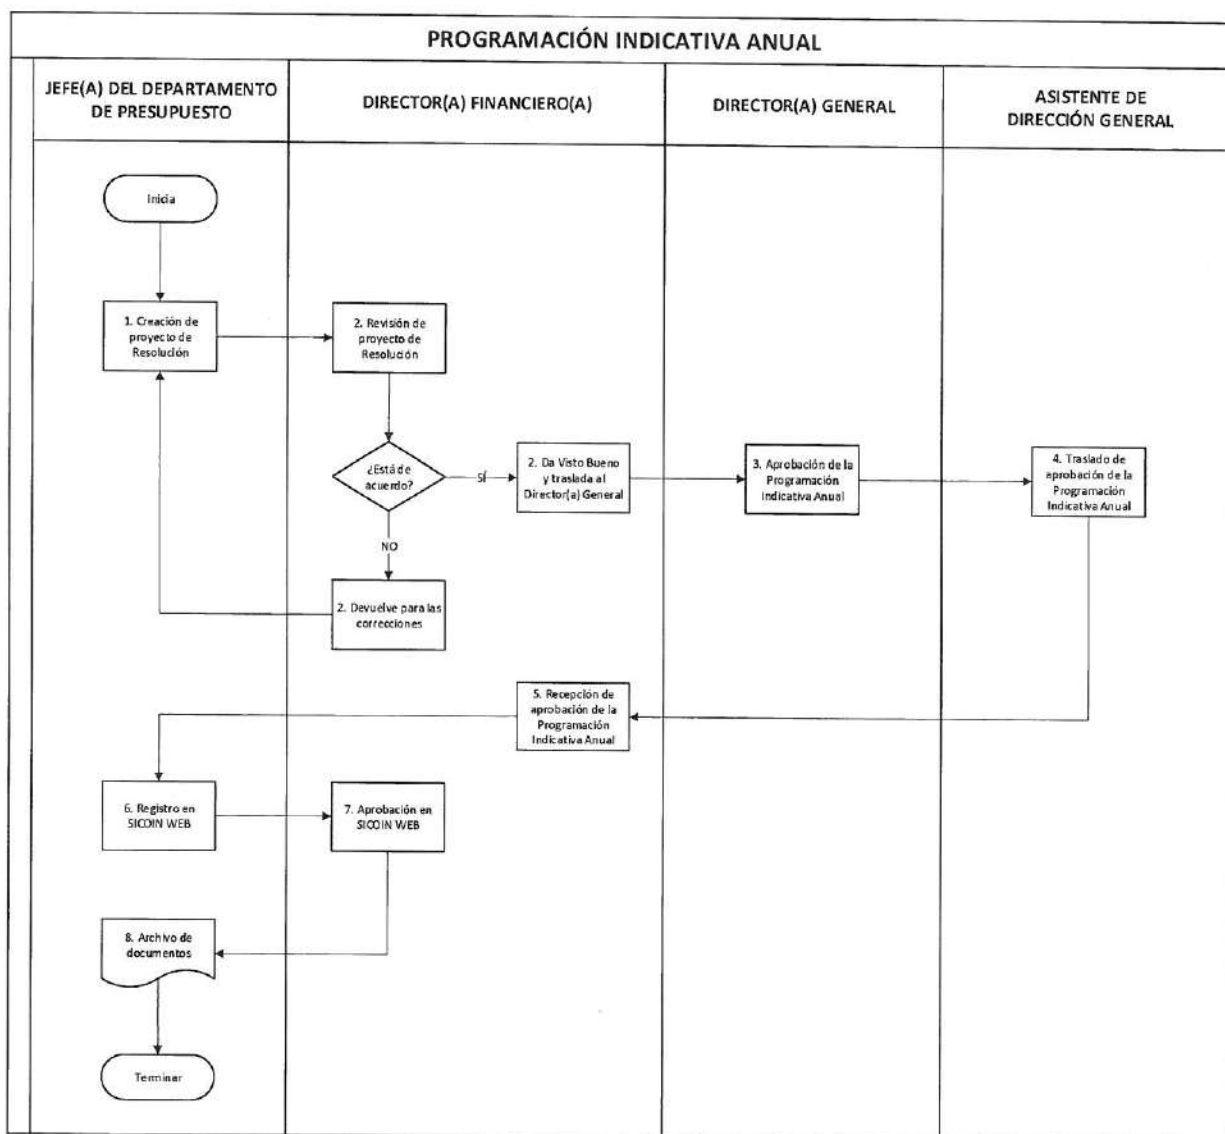 PROGRAMACIÓN INDICATIVA ANUAL
JEFE(A) DEL DEPARTAMENTO
DE PRESUPUESTO
DIRECTOR(A) FINANCIERO(A)
DIRECTOR(A) GENERAL
ASISTENTE DE
DIRECCIÓN GENERAL
Inicia
1. Creación de
proyecto de
Resolución
2. Revisión de
proyecto de
Resolución
¿Está de
acuerdo?
SÍ
2. Da Visto Bueno
y traslada al
Director(a) General
3. Aprobación de la
Programación
Indicativa Anual
4. Traslado de
aprobación de la
Programación
Indicativa Anual
NO
2. Devuelve para las
correcciones
5. Recepción de
aprobación de la
Programación
Indicativa Anual
6. Registro en
SICOIN WEB
7. Aprobación en
SICOIN WEB
8. Archivo de
documentos
Terminar